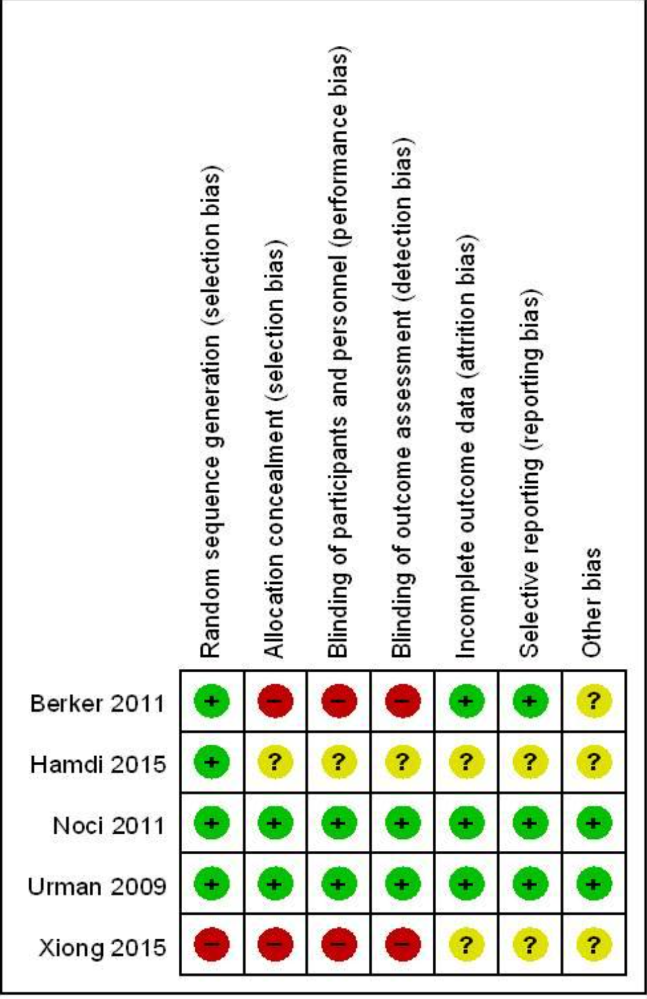 Random sequence generation (selection bias)
Allocation concealment (selection bias)
Blinding of participants and personnel (performance bias)
Blinding of outcome assessment (detection bias)
Incomplete outcome data (attrition bias)
Selective reporting (reporting bias)
Other bias
Berker 2011 + − − − + + ?
Hamdi 2015 + ? ? ? ? ? ?
Noci 2011 + + + + + + +
Urman 2009 + + + + + + +
Xiong 2015 − − − − ? ? ?